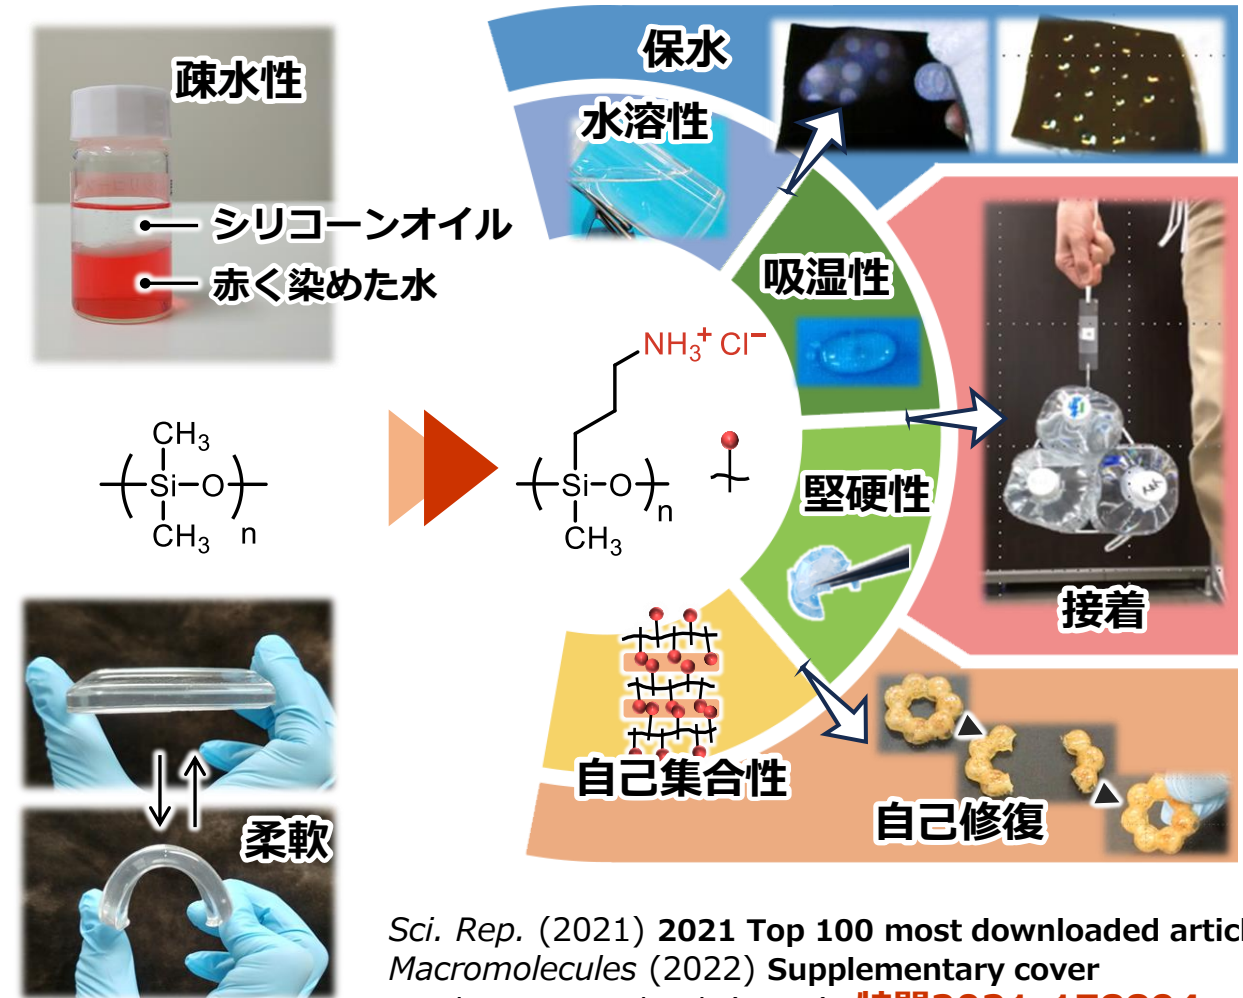 疎水性
シリコーンオイル
赤く染めた水
CH3
Si
O
CH3
n
柔軟
NH3+ Cl−
Si
O
n
CH3
保水
水溶性
吸湿性
堅硬性
自己集合性
接着
自己修復
Sci. Rep. (2021) 2021 Top 100 most downloaded
Macromolecules (2022) Supplementary cover